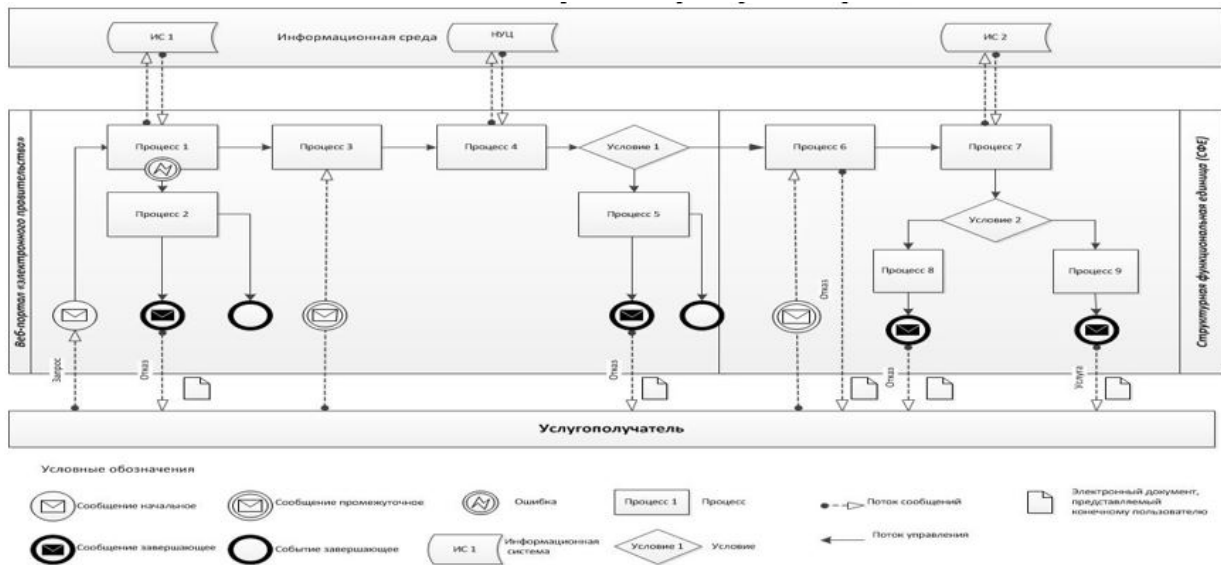 ИС 1
Информационная среда
НУЦ
ИС 2
Веб-портал «электронного правительства»
Процесс 1
Процесс 3
Процесс 4
Условие 1
Процесс 6
Процесс 7
Структурная функциональная единица (СФЕ)
Процесс 2
Процесс 5
Условие 2
Процесс 8
Процесс 9
Отказ
Запрос
Отказ
Отказ
Отказ
Услуга
Услугополучатель
Условные обозначения
Сообщение начальное
Сообщение промежуточное
Ошибка
Процесс 1
Процесс
Поток сообщений
Электронный документ,
представляемый
конечному пользователю
Сообщение завершающее
Событие завершающее
ИС 1
Информационная
система
Условие 1
Условие
Поток управления